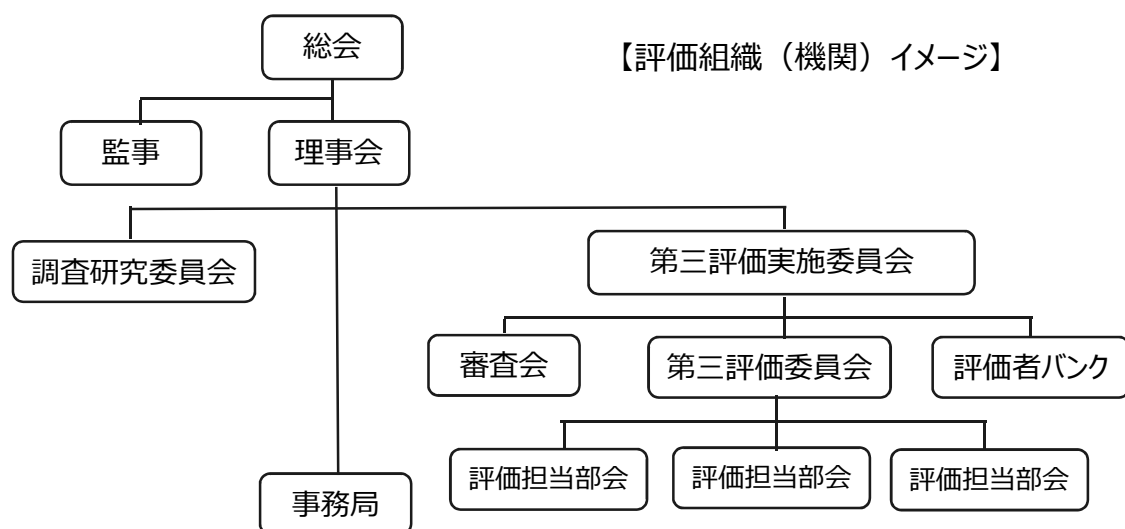 総会
【評価組織（機関）イメージ】
監事
理事会
調査研究委員会
第三評価実施委員会
審査会
第三評価委員会
評価者バンク
評価担当部会
評価担当部会
評価担当部会
事務局